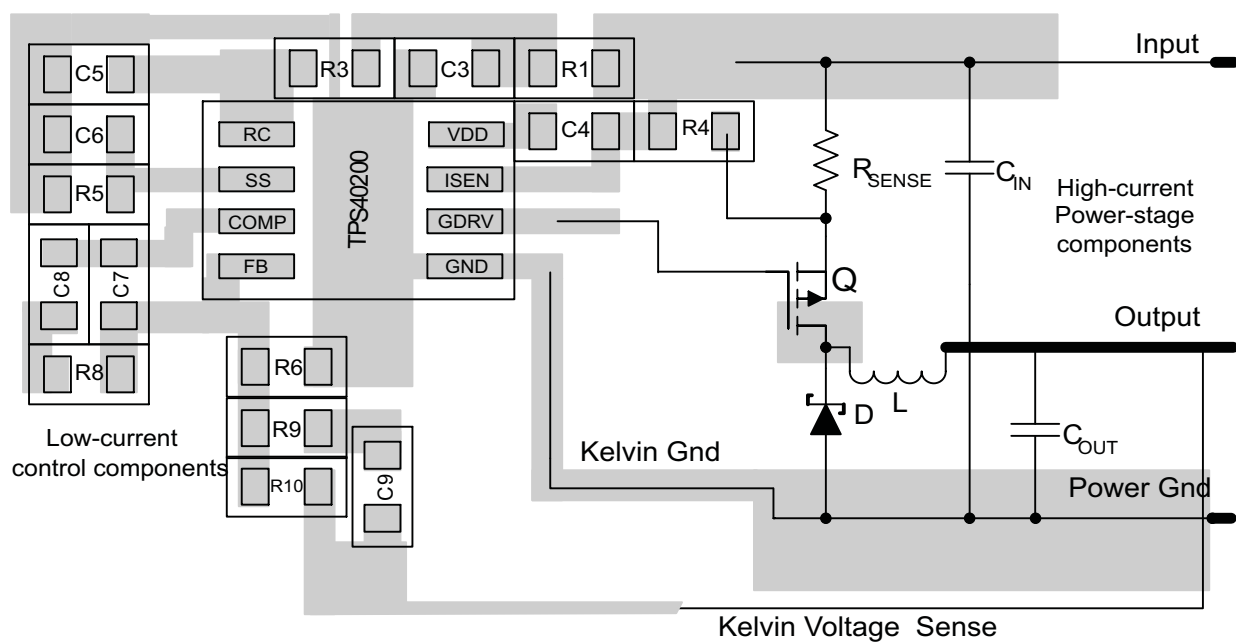 Input
C5
R3
C3
R1
C6
RC
VDD
C4
R4
TPS40200
R5
SS
ISEN
RSENSE
CIN
High-current
Power-stage
components
COMP
GDRV
FB
GND
C8
C7
Q
Output
R8
R6
L
D
Low-current
control components
R9
Kelvin Gnd
COUT
R10
C9
Power Gnd
Kelvin Voltage Sense